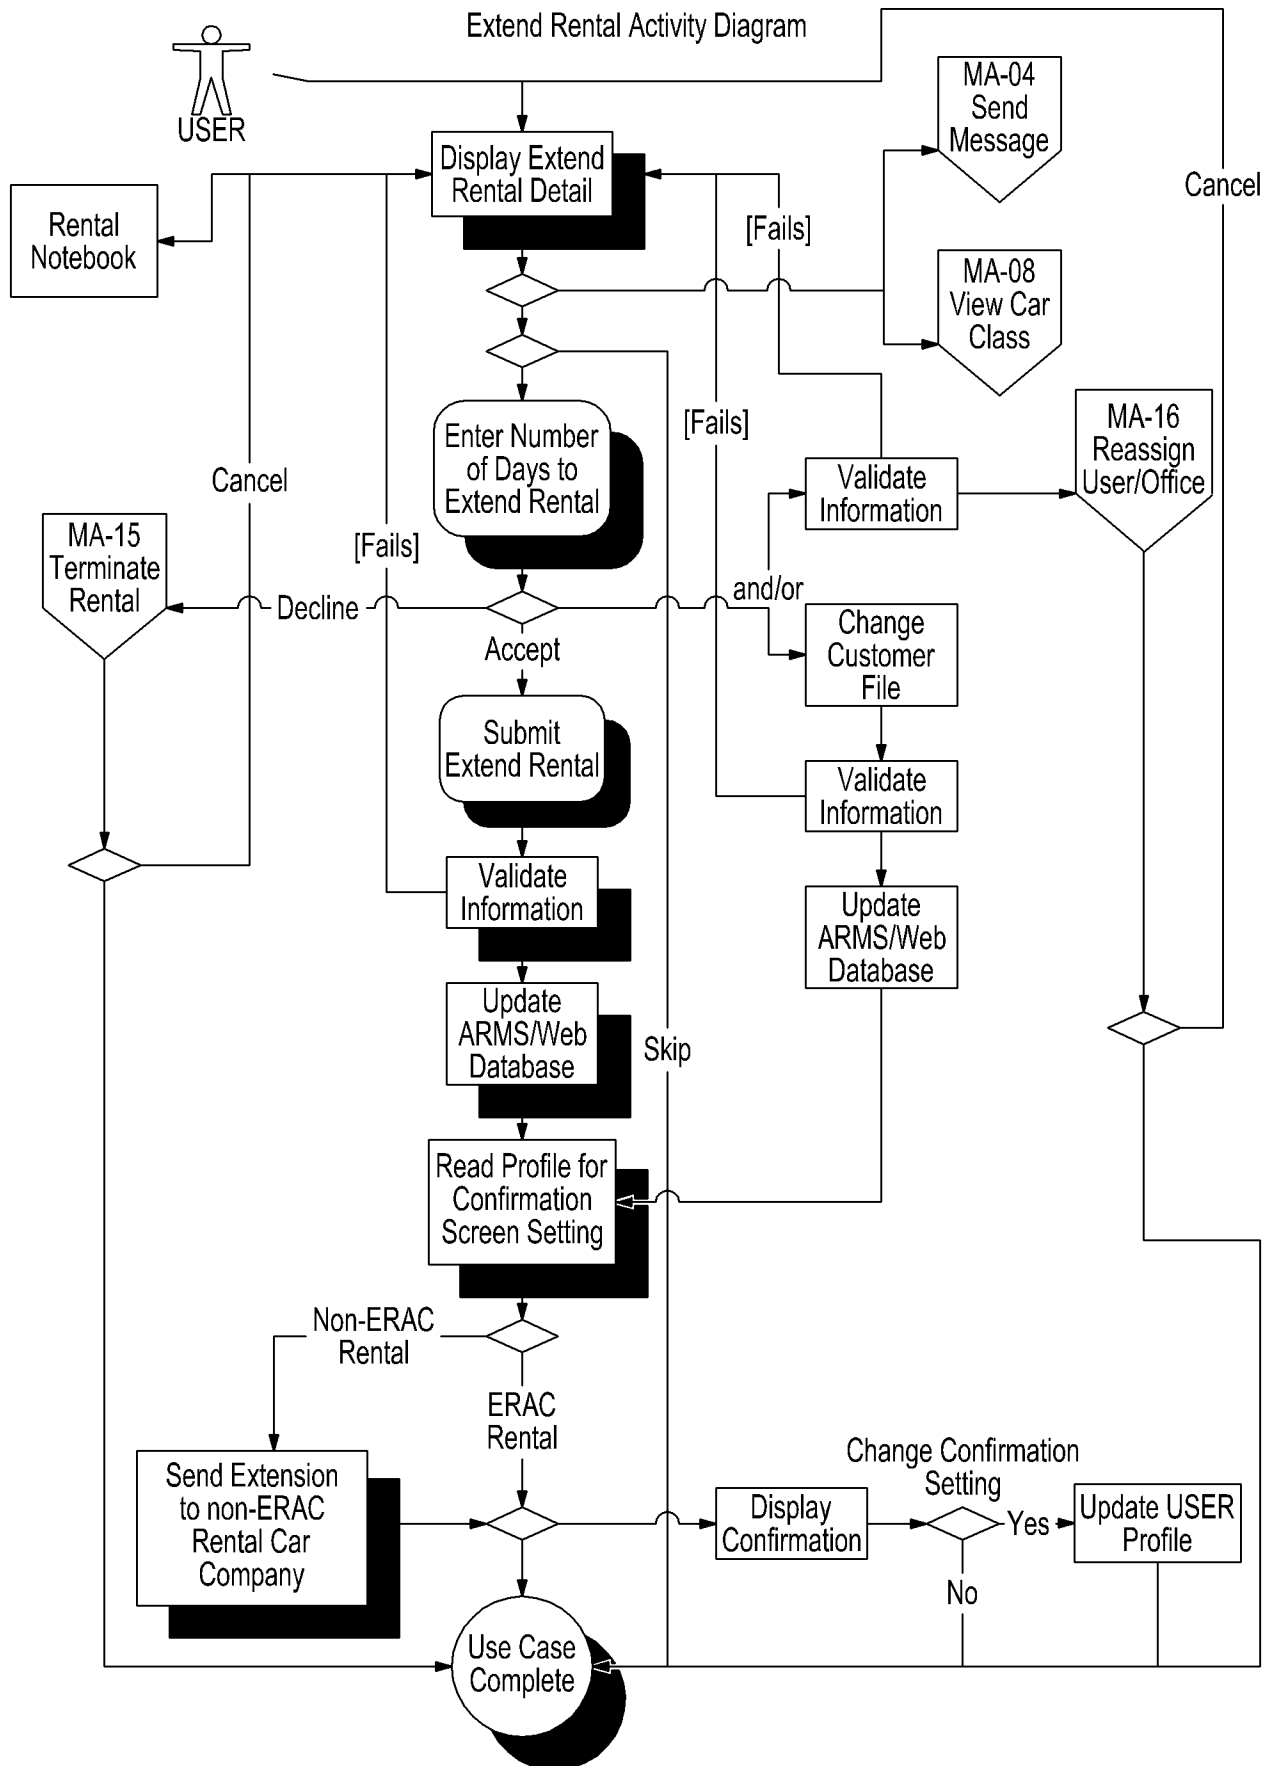 Extend Rental Activity Diagram
USER
MA-04
Send
Message
Display Extend
Rental Detail
Cancel
Rental
Notebook
[Fails]
MA-08
View Car
Class
[Fails]
MA-16
Reassign
User/Office
Enter Number
of Days to
Extend Rental
Cancel
Validate
Information
MA-15
Terminate
Rental
[Fails]
and/or
Decline
Accept
Change
Customer
File
Submit
Extend Rental
Validate
Information
Validate
Information
Update
ARMS/Web
Database
Update
ARMS/Web
Database
Skip
Read Profile for
Confirmation
Screen Setting
Non-ERAC
Rental
ERAC
Rental
Change Confirmation
Setting
Send Extension
to non-ERAC
Rental Car
Company
Display
Confirmation
Yes
Update USER
Profile
No
Use Case
Complete